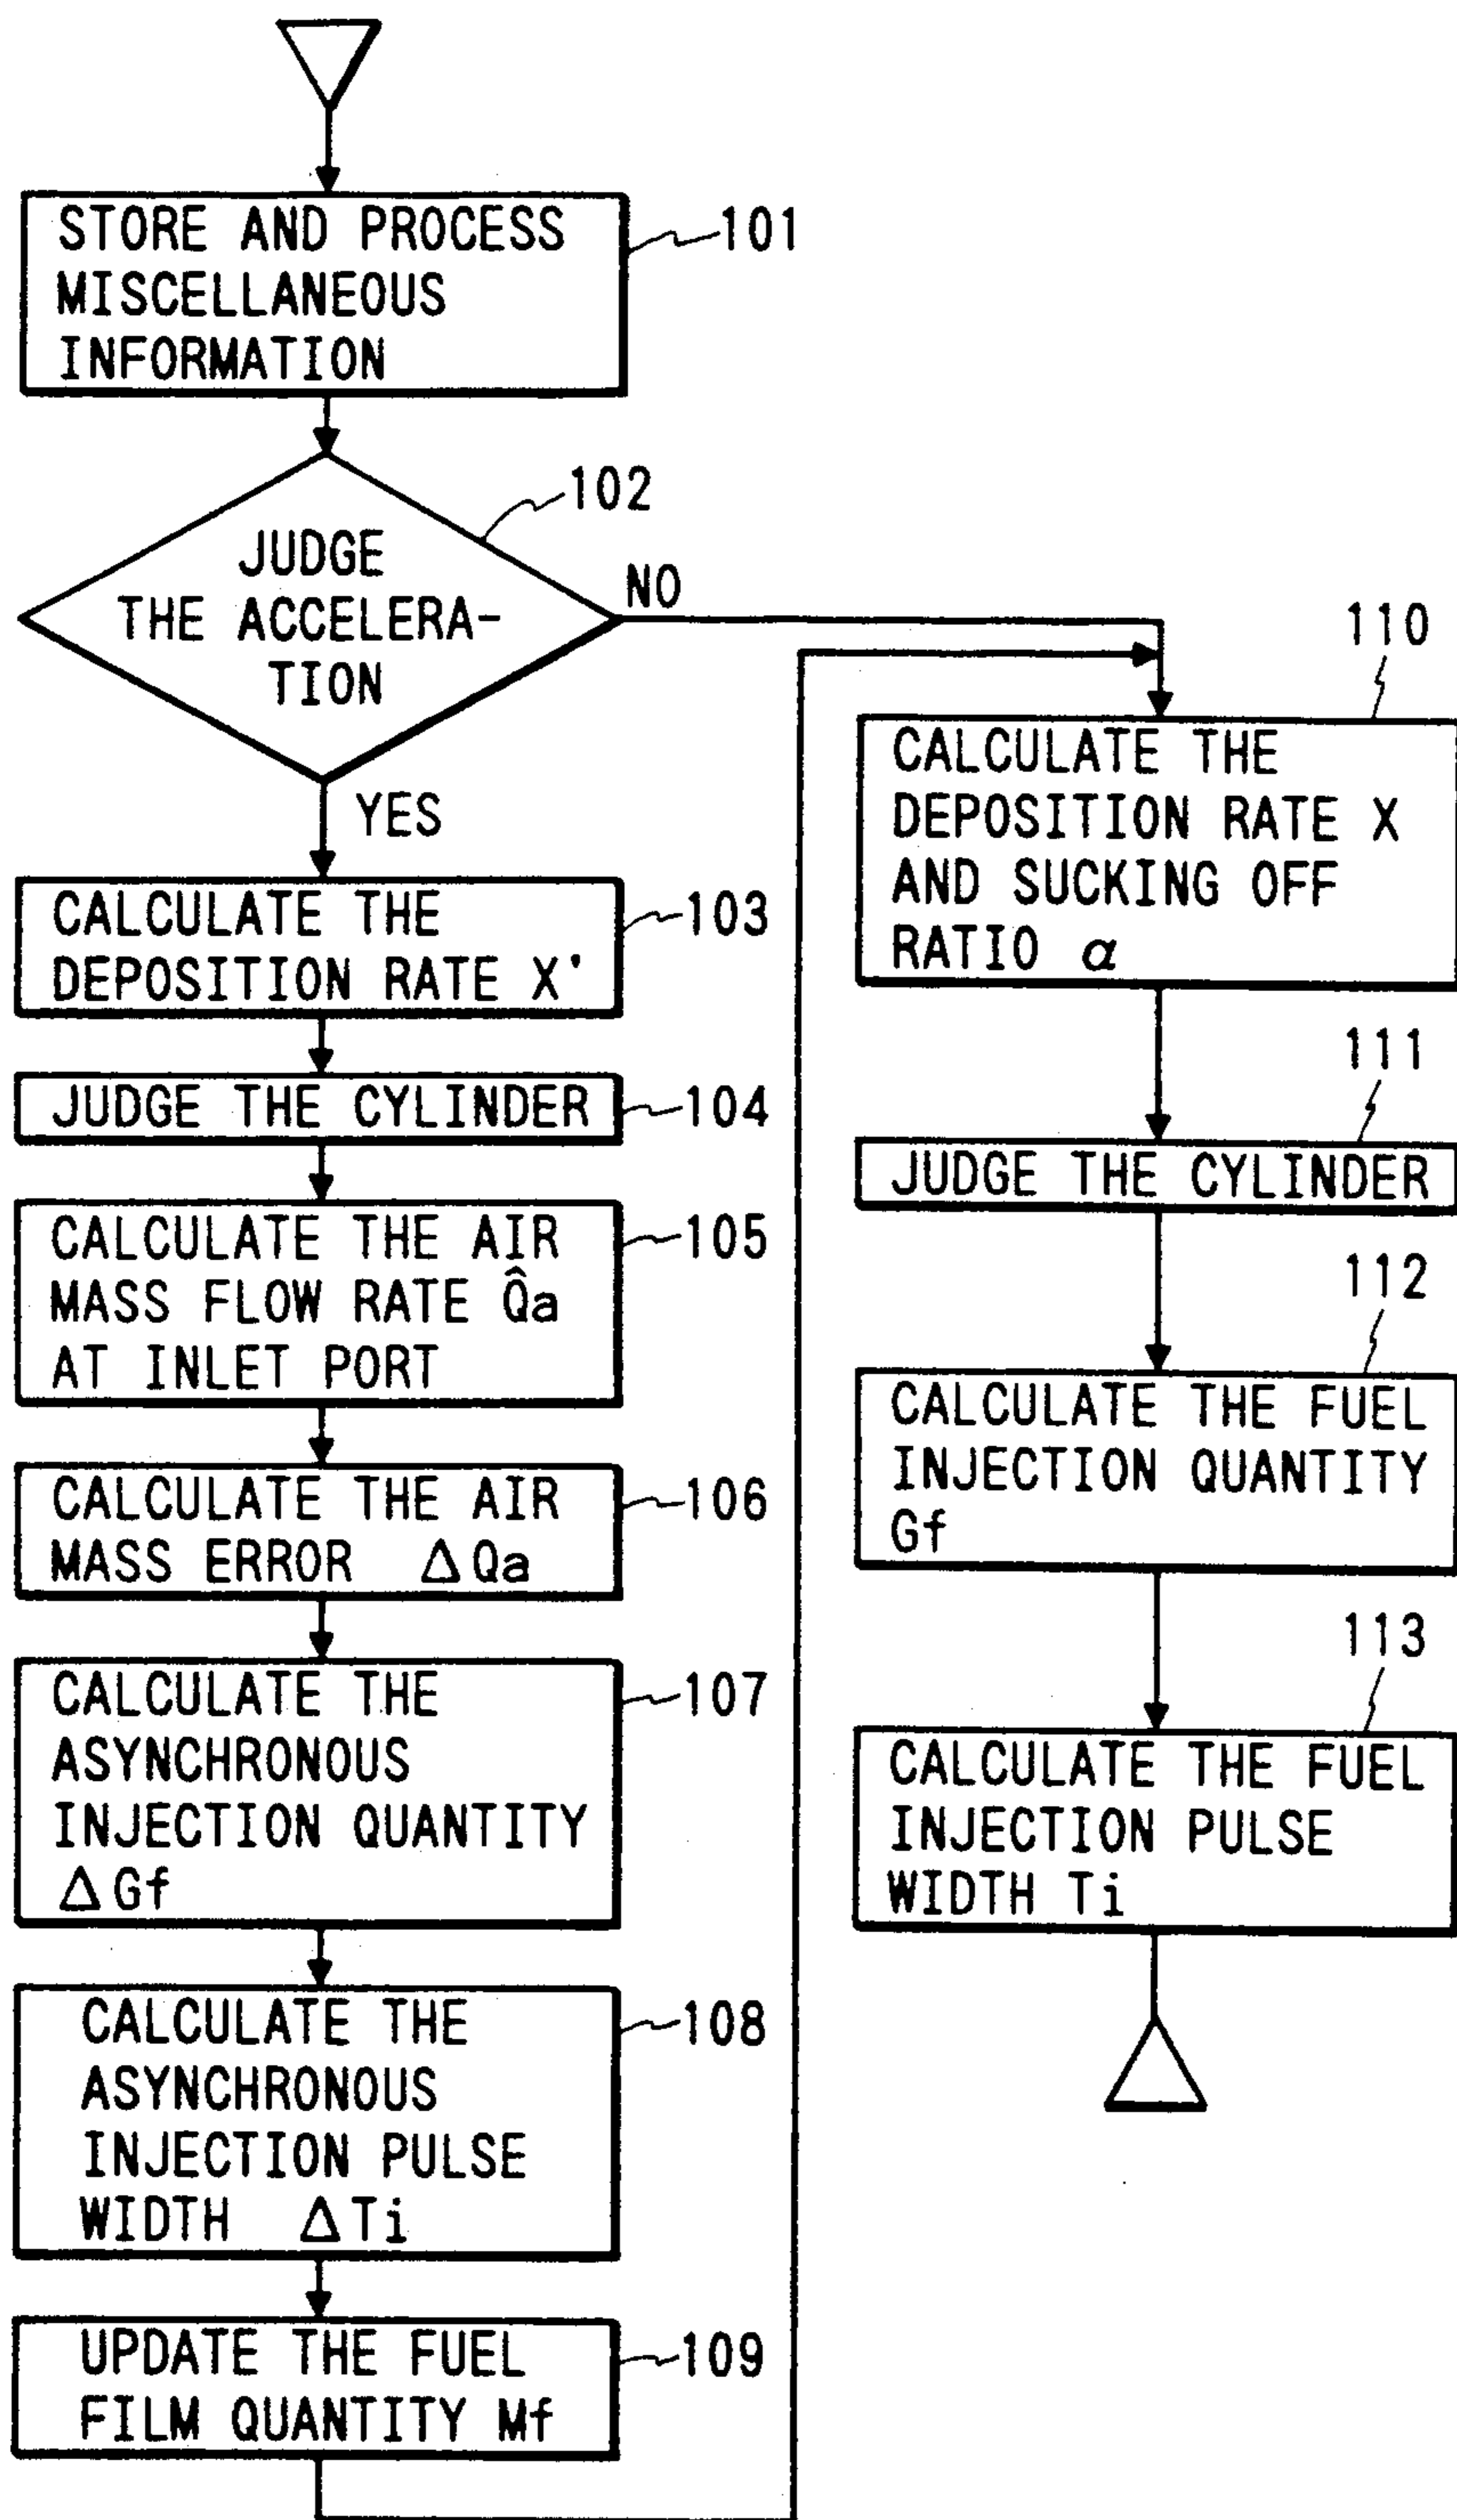 STORE AND PROCESS
MISCELLANEOUS
INFORMATION
101
102
JUDGE
THE ACCELERA-
TION
NO
YES
CALCULATE THE
DEPOSITION RATE X'
103
JUDGE THE CYLINDER
104
CALCULATE THE AIR
MASS FLOW RATE Q̂a
AT INLET PORT
105
CALCULATE THE AIR
MASS ERROR ΔQa
106
CALCULATE THE
ASYNCHRONOUS
INJECTION QUANTITY
ΔGf
107
CALCULATE THE
ASYNCHRONOUS
INJECTION PULSE
WIDTH ΔTi
108
UPDATE THE FUEL
FILM QUANTITY Mf
109
110
CALCULATE THE
DEPOSITION RATE X
AND SUCKING OFF
RATIO α
111
JUDGE THE CYLINDER
112
CALCULATE THE FUEL
INJECTION QUANTITY
Gf
113
CALCULATE THE FUEL
INJECTION PULSE
WIDTH Ti